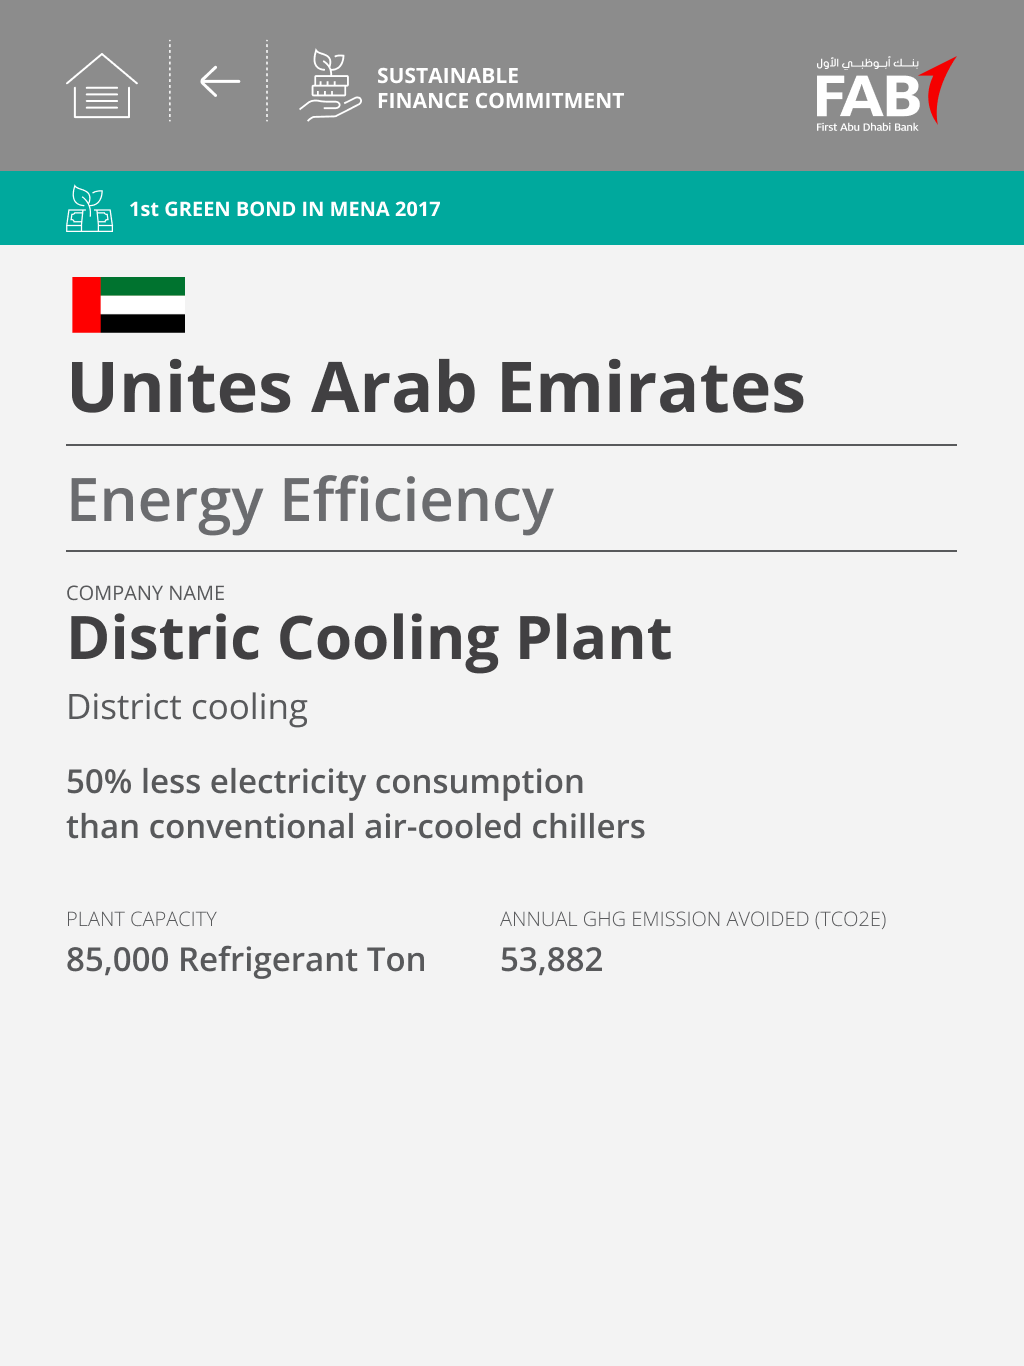 SUSTAINABLE
FINANCE COMMITMENT
بنـــك أبـوظبـــي الأول
FAB
First Abu Dhabi Bank
1st GREEN BOND IN MENA 2017
Unites Arab Emirates
Energy Efficiency
COMPANY NAME
Distric Cooling Plant
District cooling
50% less electricity consumption
than conventional air-cooled chillers
PLANT CAPACITY
85,000 Refrigerant Ton
ANNUAL GHG EMISSION AVOIDED (TCO2E)
53,882